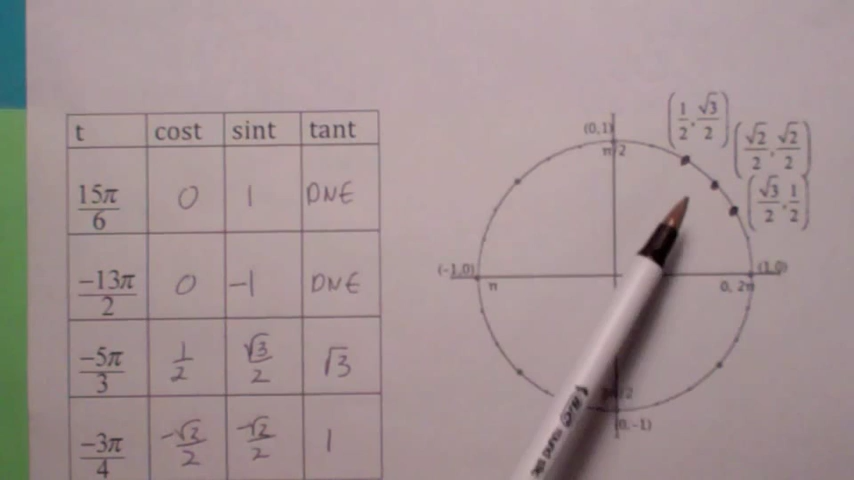 t cost sint tant
15π/6 0 1 DNE
-13π/2 0 -1 DNE
-5π/3 1/2 √3/2 √3
-3π/4 -√2/2 -√2/2 1
(1/2, √3/2)
(0,1)
π/2
(√2/2, √2/2)
(√3/2, 1/2)
(-1,0)
π
(1,0)
0, 2π
(0,-1)